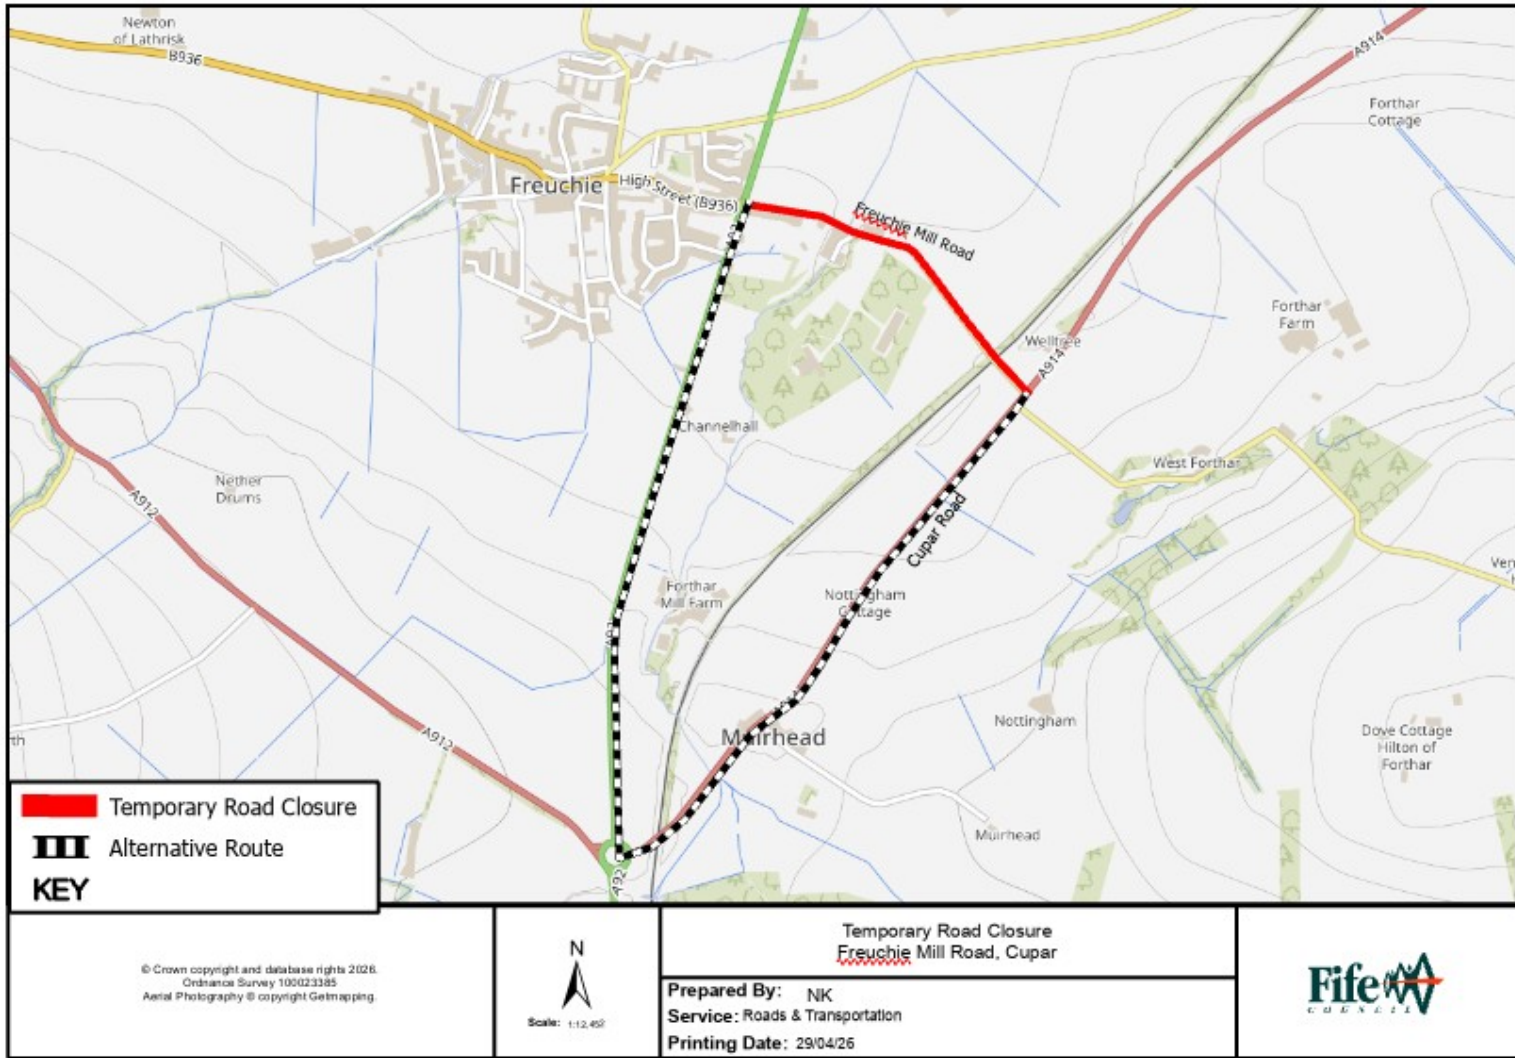 Newton
of Lathrisk
B936
A914
Forthar
Cottage
Freuchie
High Street (B936)
Freuchie Mill Road
Forthar
Farm
Welltree
A914
Channelhall
West Forthar
Nether
Drums
A912
Cupar Road
Forthar
Mill Farm
Nottingham
Cottage
Nottingham
Muirhead
Dove Cottage
Hilton of
Forthar
A912
Muirhead
A92
Temporary Road Closure
Alternative Route
KEY
© Crown copyright and database rights 2026.
Ordnance Survey 100023385
Aerial Photography © copyright Getmapping.
N
Scale: 1:12,452
Temporary Road Closure
Freuchie Mill Road, Cupar
Prepared By: NK
Service: Roads & Transportation
Printing Date: 29/04/26
Fife
COUNCIL